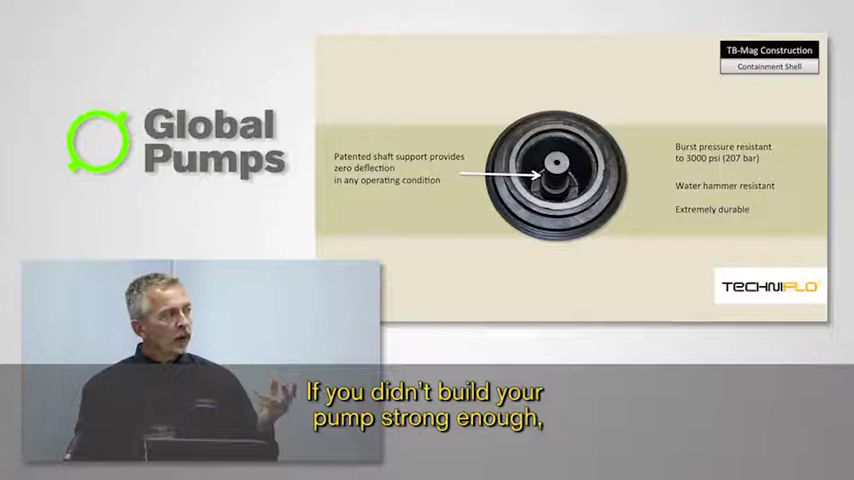 Global
Pumps
TB-Mag Construction
Containment Shell
Patented shaft support provides
zero deflection
in any operating condition
Burst pressure resistant
to 3000 psi (207 bar)
Water hammer resistant
Extremely durable
TECHNIFLO
If you didn't build your
pump strong enough,